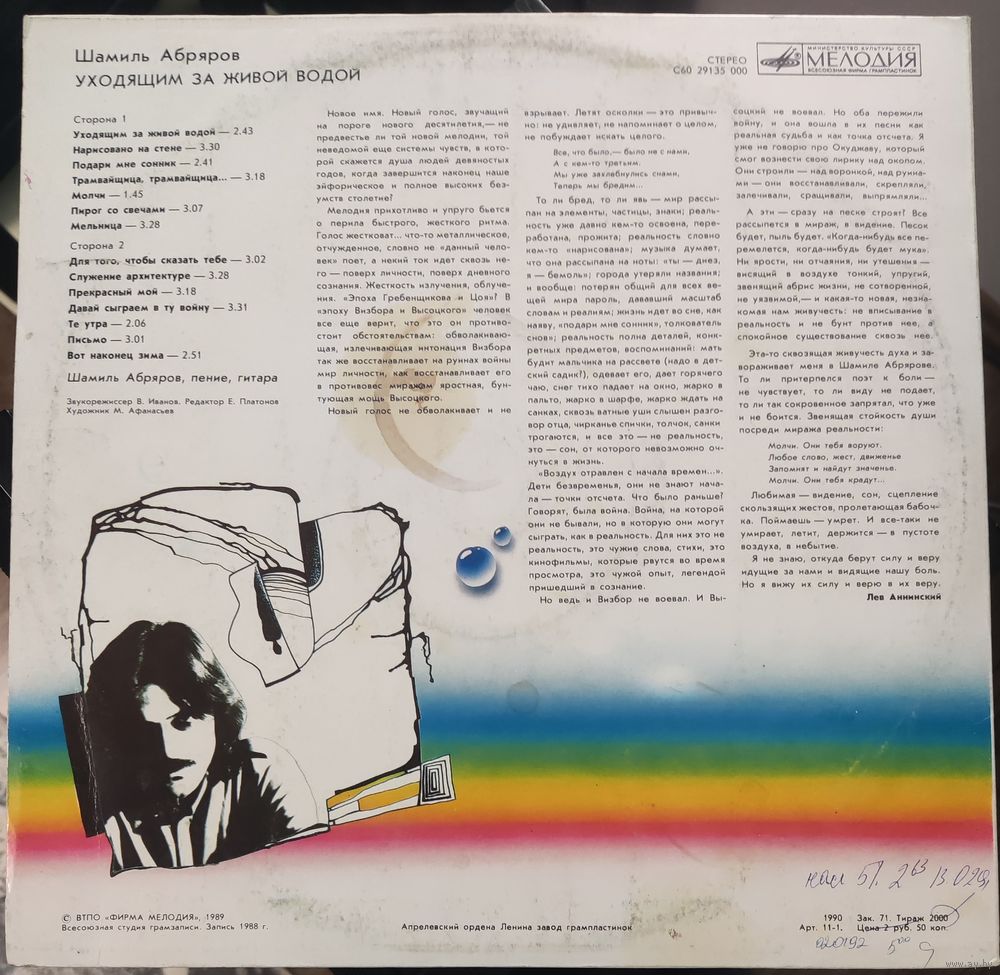 Шамиль Абряров
УХОДЯЩИМ ЗА ЖИВОЙ ВОДОЙ
СТЕРЕО
С60 29135 000
МИНИСТЕРСТВО КУЛЬТУРЫ СССР
МЕЛОДИЯ
ВСЕСОЮЗНАЯ ФИРМА ГРАМПЛАСТИНОК
Сторона 1
Уходящим за живой водой — 2.43
Нарисовано на стене — 3.30
Подари мне сонник — 2.41
Трамвайщица, трамвайщица... — 3.18
Молчи — 1.45
Пирог со свечами — 3.07
Мельница — 3.28
Сторона 2
Для того, чтобы сказать тебе — 3.02
Служение архитектуре — 3.28
Прекрасный мой — 3.18
Давай сыграем в ту войну — 3.31
Те утра — 2.06
Письмо — 3.01
Вот наконец зима — 2.51
Шамиль Абряров, пение, гитара
Звукорежиссер В. Иванов. Редактор Е. Платонов
Художник М. Афанасьев
Новое имя. Новый голос, звучащий
на пороге нового десятилетия,— не
предвестье ли той новой мелодии, той
неведомой еще системы чувств, в кото-
рой скажется душа людей девяностых
годов, когда завершится наконец наше
эйфорическое и полное высоких без-
умств столетие?
Мелодия прихотливо и упруго бьется
о перила быстрого, жесткого ритма.
Голос жестковат... что-то металлическое,
отчужденное, словно не «данный чело-
век» поет, а некий ток идет сквозь не-
го — поверх личности, поверх дневного
сознания. Жесткость излучения, облуче-
ния. «Эпоха Гребенщикова и Цоя»? В
«эпоху Визбора и Высоцкого» человек
все еще верит, что это он противо-
стоит обстоятельствам: обволакиваю-
щая, излечивающая интонация Визбора
так же восстанавливает на руинах войны
мир личности, как восстанавливает его
в противовес миражам яростная, бун-
тующая мощь Высоцкого.
Новый голос не обволакивает и не
взрывает. Летят осколки — это привыч-
но: не удивляет, не напоминает о целом,
не побуждает искать целого.
Все, что было,— было не с нами,
А с кем-то третьим.
Мы уже захлебнулись снами,
Теперь мы бредим...
То ли бред, то ли явь — мир рассы-
пан на элементы, частицы, знаки; реаль-
ность уже давно кем-то освоена, пере-
работана, прожита; реальность словно
кем-то «нарисована»; музыка думает,
что она рассыпана на ноты: «ты — диез,
я — бемоль»; города утеряли названия;
и вообще: потерян общий для всех ве-
щей мира пароль, дававший масштаб
словам и реалиям; жизнь идет во сне, как
наяву, «подари мне сонник», толкователь
снов»; реальность полна деталей, конк-
ретных предметов, воспоминаний: мать
будит мальчика на рассвете (надо в дет-
ский садик!), одевает его, дает горячего
чаю, снег тихо падает на окно, жарко в
пальто, жарко в шарфе, жарко ждать на
санках, сквозь ватные уши слышен разго-
вор отца, чирканье спички, толчок, санки
трогаются, и все это — не реальность,
это — сон, от которого невозможно оч-
нуться в жизнь.
«Воздух отравлен с начала времен...».
Дети безвременья, они не знают нача-
ла — точки отсчета. Что было раньше?
Говорят, была война. Война, на которой
они не бывали, но в которую они могут
сыграть, как в реальность. Для них это не
реальность, это чужие слова, стихи, это
кинофильмы, которые рвутся во время
просмотра, это чужой опыт, легендой
пришедший в сознание.
Но ведь и Визбор не воевал. И Вы-
соцкий не воевал. Но оба пережили
войну, и она вошла в их песни как
реальная судьба и как точка отсчета. Я
уже не говорю про Окуджаву, который
смог вознести свою лирику над окопом.
Они строили — над воронкой, над руина-
ми — они восстанавливали, скрепляли,
запечивали, сращивали, выпрямляли...
А эти — сразу на песке строят? Все
рассыпется в мираж, в видение. Песок
будет, пыль будет. «Когда-нибудь все пе-
ремелется, когда-нибудь будет мука».
Ни ярости, ни отчаяния, ни утешения —
висящий в воздухе тонкий, упругий,
звенящий абрис жизни, не сотворенной,
не уязвимой,— и какая-то новая, незна-
комая нам живучесть: не вписывание в
реальность и не бунт против нее, а
спокойное существование сквозь нее.
Эта-то сквозящая живучесть духа и за-
вораживает меня в Шамиле Абрярове.
То ли притерпелся поэт к боли —
не чувствует, то ли виду не подает,
то ли так сокровенное запрятал, что уже
и не боится. Звенящая стойкость души
посреди миража реальности:
Молчи. Они тебя воруют.
Любое слово, жест, движенье
Запомнят и найдут значенье.
Молчи. Они тебя крадут...
Любимая — видение, сон, сцепление
скользящих жестов, пролетающая бабоч-
ка. Поймаешь — умрет. И все-таки не
умирает, летит, держится — в пустоте
воздуха, в небытие.
Я не знаю, откуда берут силу и веру
идущие за нами и видящие нашу боль.
Но я вижу их силу и верю в их веру.
Лев Аннинский
© ВТПО «ФИРМА МЕЛОДИЯ», 1989
Всесоюзная студия грамзаписи. Запись 1988 г.
Апрелевский ордена Ленина завод грампластинок
1990 Зак. 71. Тираж 2000
Арт. 11-1. Цена 2 руб. 50 коп.
020192
www.ay.by